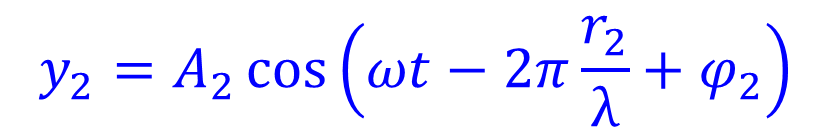 y₂ = A₂ cos (ωt − 2π r₂/λ + φ₂)